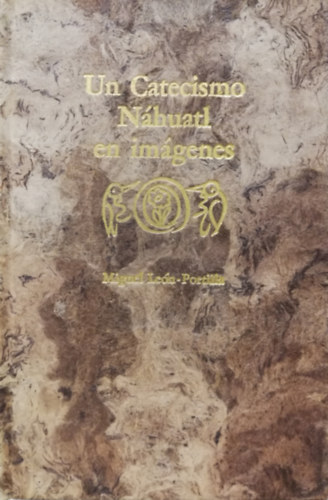 Un Catecismo
Náhuatl
en imágenes
Miguel León-Portilla